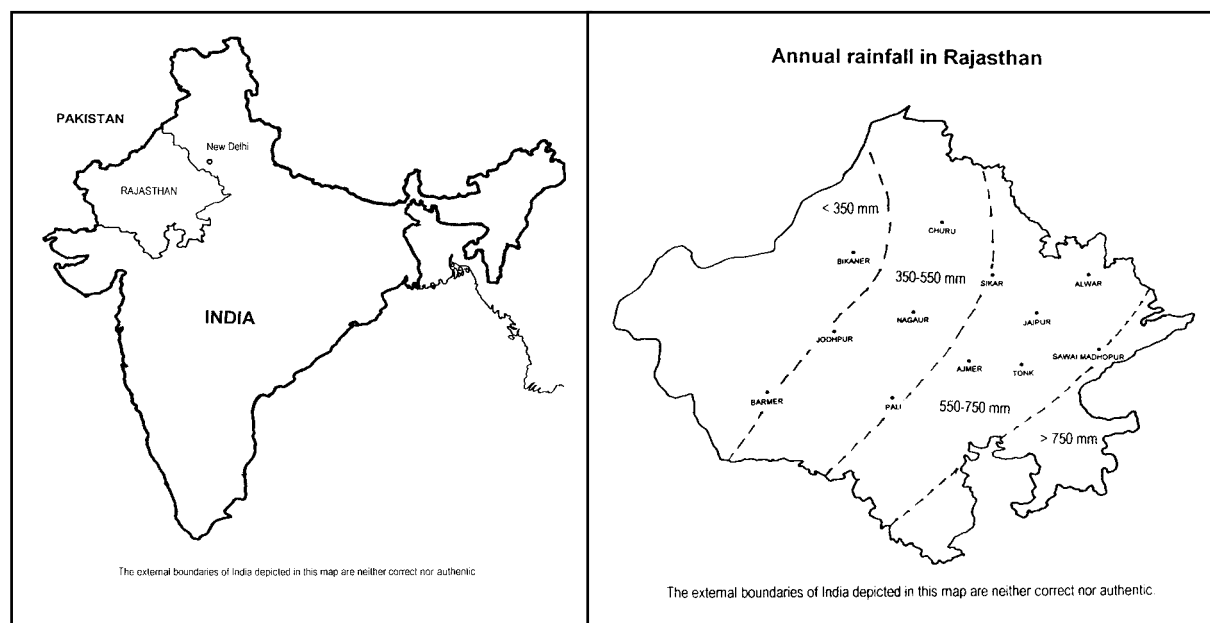 PAKISTAN
New Delhi
RAJASTHAN
INDIA
The external boundaries of India depicted in this map are neither correct nor authentic
Annual rainfall in Rajasthan
< 350 mm
CHURU
BIKANER
350-550 mm
SIKAR
ALWAR
NAGAUR
JAIPUR
JODHPUR
SAWAI MADHOPUR
AJMER
TONK
BARMER
PALI
550-750 mm
> 750 mm
The external boundaries of India depicted in this map are neither correct nor authentic.